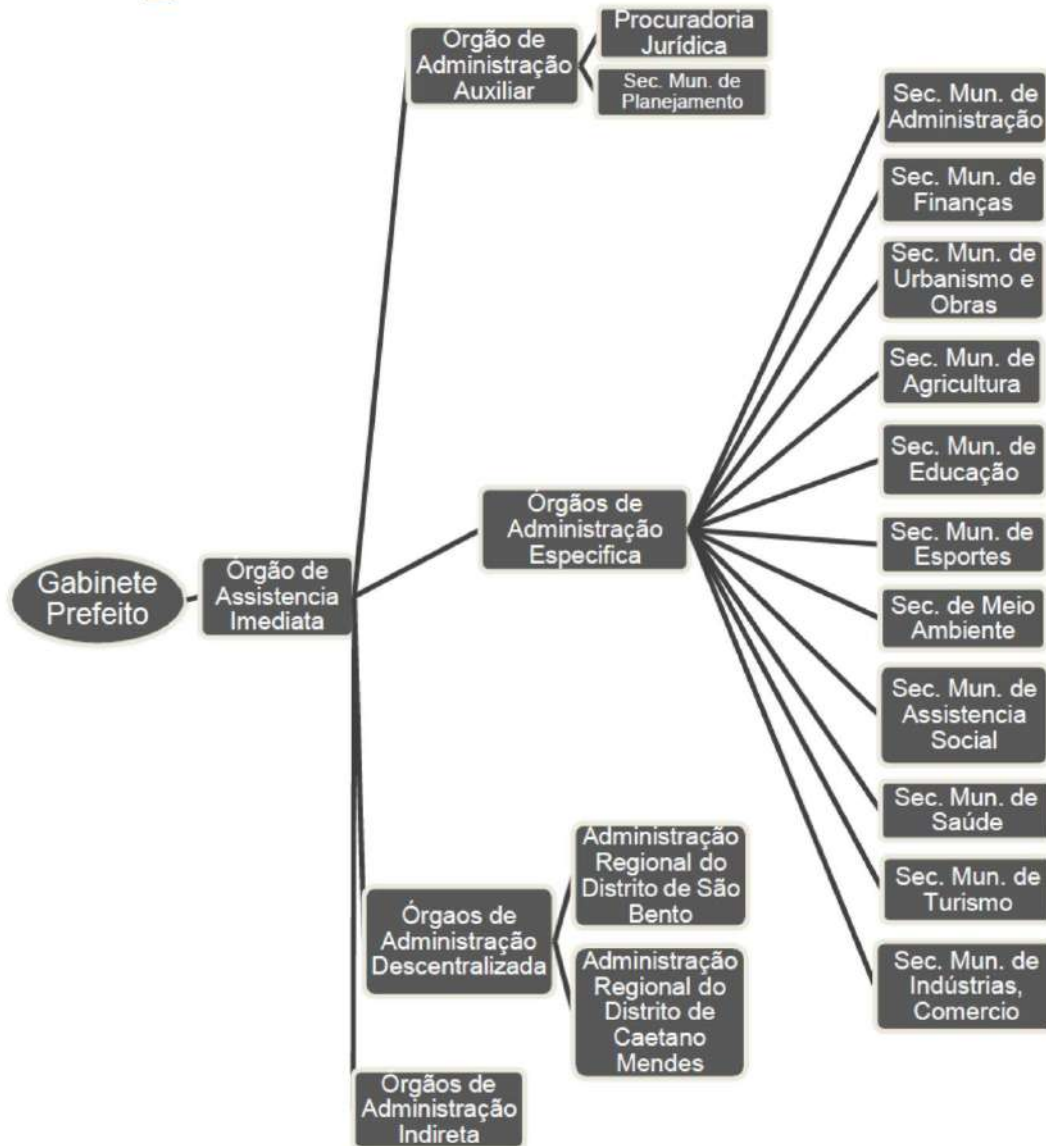 Gabinete
Prefeito
Órgão de
Assistencia
Imediata
Orgão de
Administração
Auxiliar
Procuradoria
Jurídica
Sec. Mun. de
Planejamento
Órgãos de
Administração
Especifica
Sec. Mun. de
Administração
Sec. Mun. de
Finanças
Sec. Mun. de
Urbanismo e
Obras
Sec. Mun. de
Agricultura
Sec. Mun. de
Educação
Sec. Mun. de
Esportes
Sec. de Meio
Ambiente
Sec. Mun. de
Assistencia
Social
Sec. Mun. de
Saúde
Sec. Mun. de
Turismo
Sec. Mun. de
Indústrias,
Comercio
Órgaos de
Administração
Descentralizada
Administração
Regional do
Distrito de São
Bento
Administração
Regional do
Distrito de
Caetano
Mendes
Órgãos de
Administração
Indireta